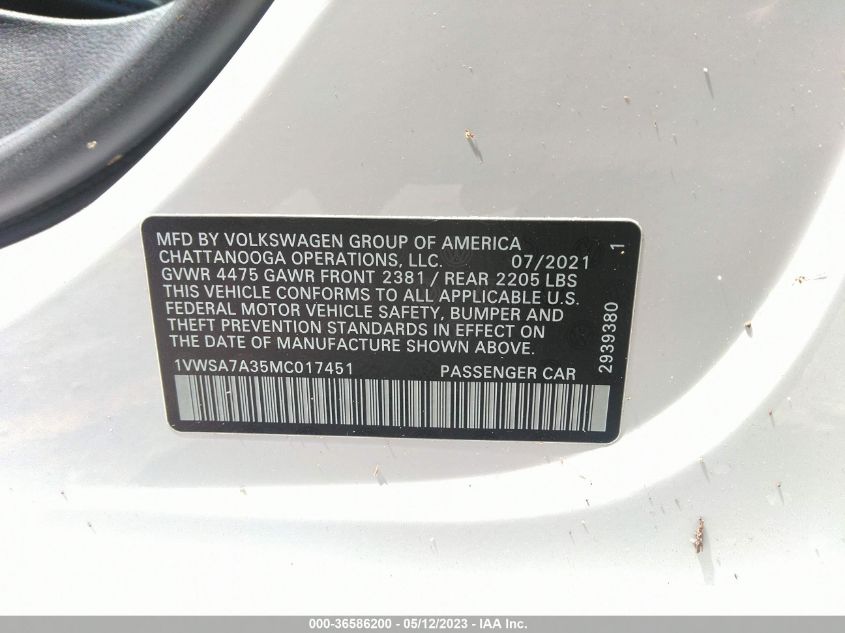 MFD BY VOLKSWAGEN GROUP OF AMERICA
CHATTANOOGA OPERATIONS, LLC. 07/2021
GVWR 4475 GAWR FRONT 2381 / REAR 2205 LBS
THIS VEHICLE CONFORMS TO ALL APPLICABLE U.S.
FEDERAL MOTOR VEHICLE SAFETY, BUMPER AND
THEFT PREVENTION STANDARDS IN EFFECT ON
THE DATE OF MANUFACTURE SHOWN ABOVE.
1VWSA7A35MC017451 PASSENGER CAR
2939380 1
000-36586200 - 05/12/2023 - IAA Inc.